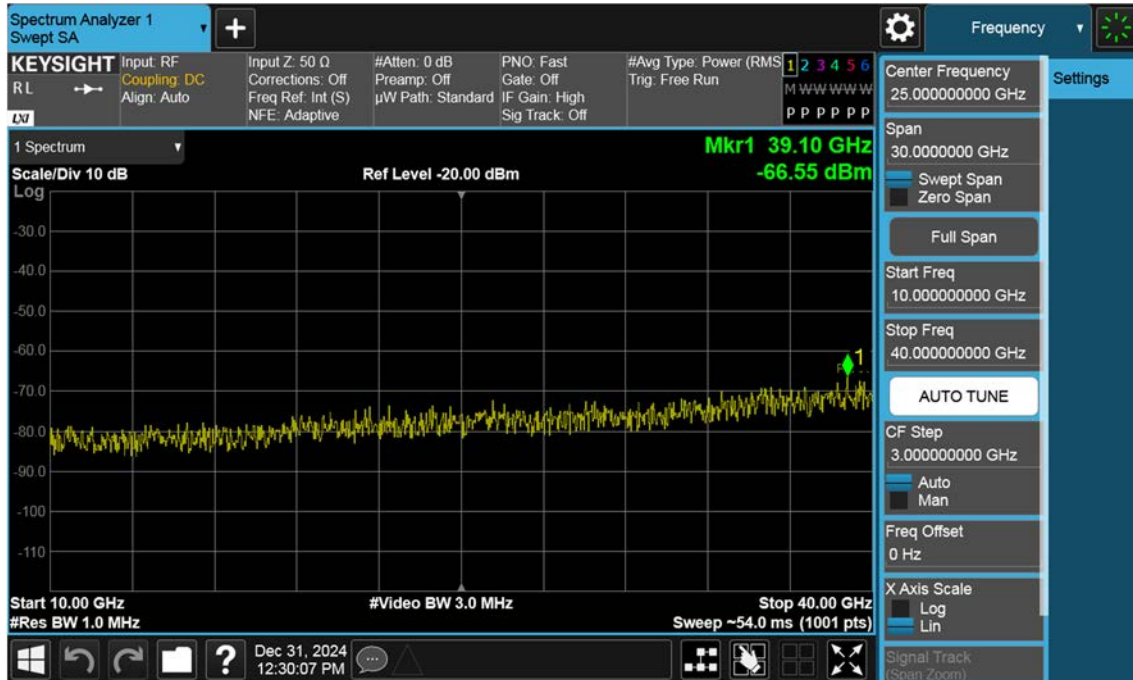 Spectrum Analyzer 1
Swept SA
+
Frequency
KEYSIGHT
RL
LXI
Input: RF
Coupling: DC
Align: Auto
Input Z: 50 Ω
Corrections: Off
Freq Ref: Int (S)
NFE: Adaptive
#Atten: 0 dB
Preamp: Off
µW Path: Standard
PNO: Fast
Gate: Off
IF Gain: High
Sig Track: Off
#Avg Type: Power (RMS
Trig: Free Run
1 2 3 4 5 6
M W W W W W
P P P P P P
1 Spectrum
Mkr1 39.10 GHz
-66.55 dBm
Scale/Div 10 dB
Ref Level -20.00 dBm
Log
-30.0
-40.0
-50.0
-60.0
-70.0
-80.0
-90.0
-100
-110
1
Start 10.00 GHz
#Video BW 3.0 MHz
Stop 40.00 GHz
#Res BW 1.0 MHz
Sweep ~54.0 ms (1001 pts)
?
Dec 31, 2024
12:30:07 PM
Center Frequency
25.000000000 GHz
Settings
Span
30.0000000 GHz
Swept Span
Zero Span
Full Span
Start Freq
10.000000000 GHz
Stop Freq
40.000000000 GHz
AUTO TUNE
CF Step
3.000000000 GHz
Auto
Man
Freq Offset
0 Hz
X Axis Scale
Log
Lin
Signal Track
(Span Zoom)